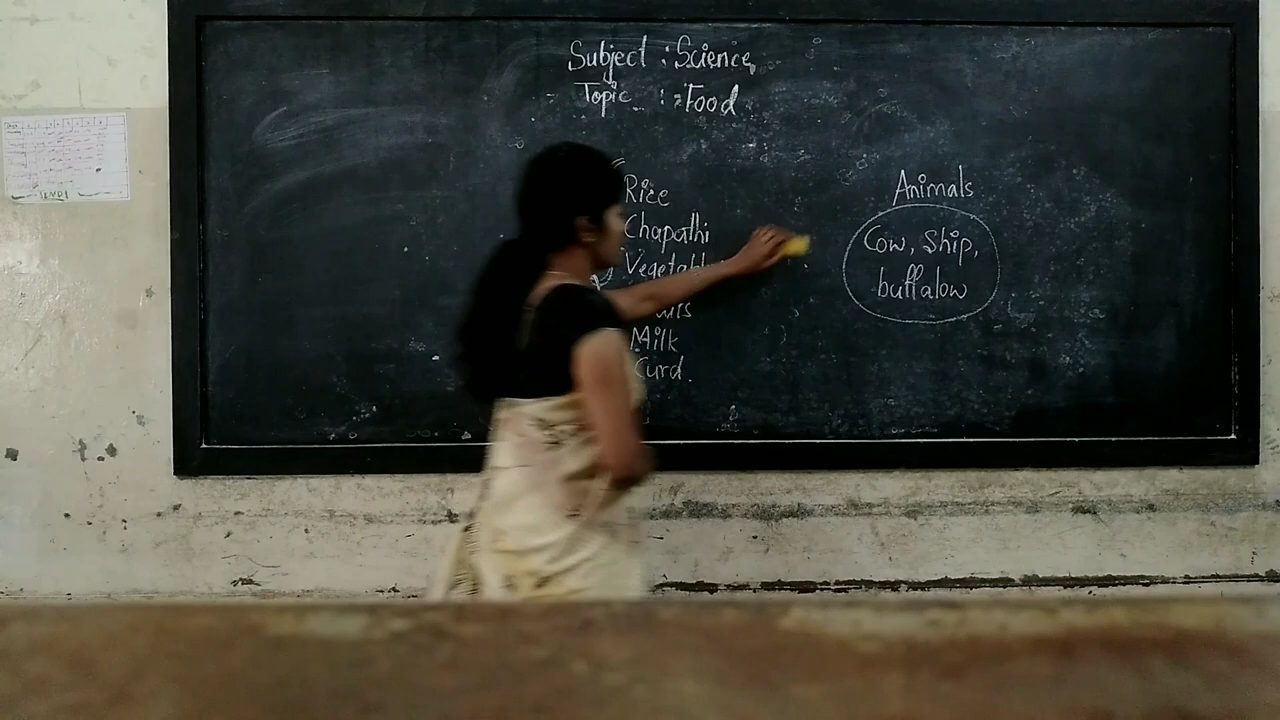 Subject : Science
Topic : Food
Rice
Chapathi
Milk
Curd.
Animals
Cow, Ship,
buffalow